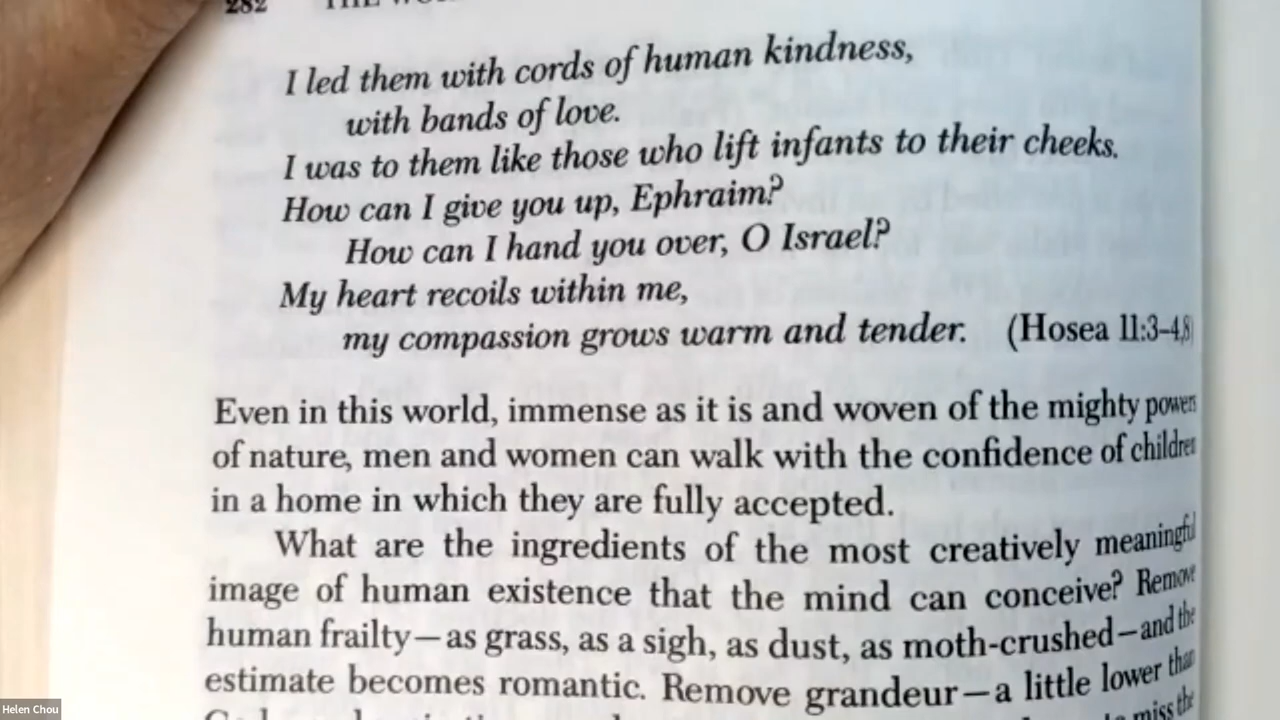 282 THE WO
I led them with cords of human kindness,
with bands of love.
I was to them like those who lift infants to their cheeks.
How can I give you up, Ephraim?
How can I hand you over, O Israel?
My heart recoils within me,
my compassion grows warm and tender. (Hosea 11:3–4,8)
Even in this world, immense as it is and woven of the mighty powers
of nature, men and women can walk with the confidence of children
in a home in which they are fully accepted.
What are the ingredients of the most creatively meaningful
image of human existence that the mind can conceive? Remove
human frailty—as grass, as a sigh, as dust, as moth-crushed—and the
estimate becomes romantic. Remove grandeur—a little lower than
miss the
Helen Chou